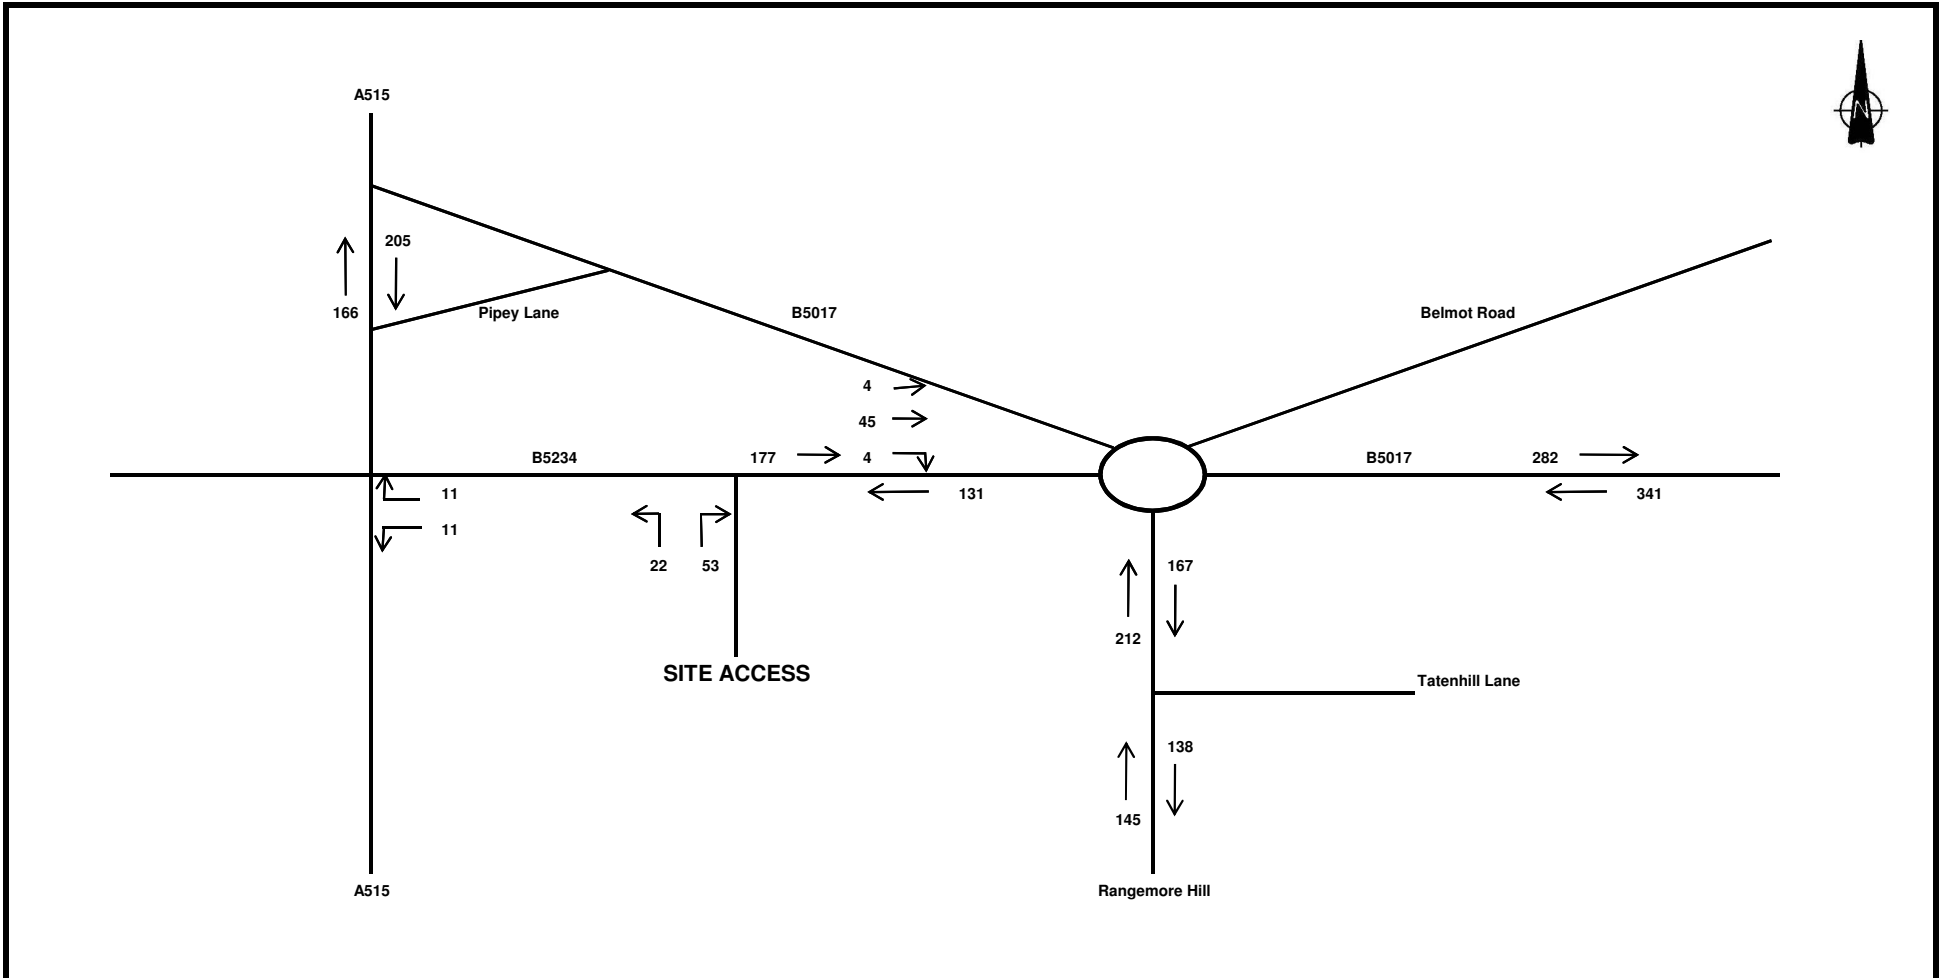 A515
N
205
166
Pipey Lane
B5017
Belmot Road
4
45
B5234
177
4
B5017
282
11
131
341
11
22
53
167
212
SITE ACCESS
Tatenhill Lane
138
145
A515
Rangemore Hill